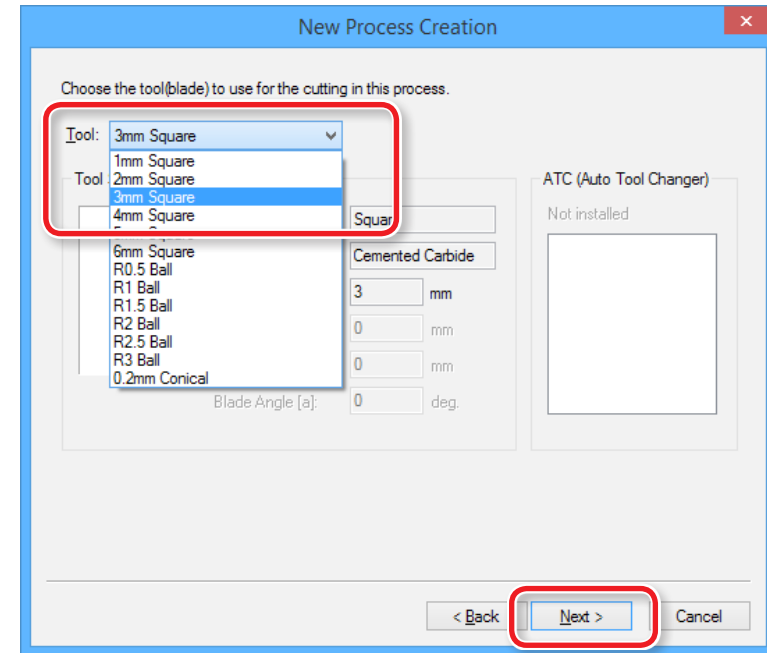 New Process Creation
Choose the tool(blade) to use for the cutting in this process.
Tool: 3mm Square
1mm Square
Tool 2mm Square
ATC (Auto Tool Changer)
3mm Square
4mm Square
Squar
Not installed
6mm Square
Cemented Carbide
R0.5 Ball
R1 Ball
3 mm
R1.5 Ball
R2 Ball
0 mm
R2.5 Ball
R3 Ball
0 mm
0.2mm Conical
Blade Angle [a]: 0 deg.
< Back
Next >
Cancel